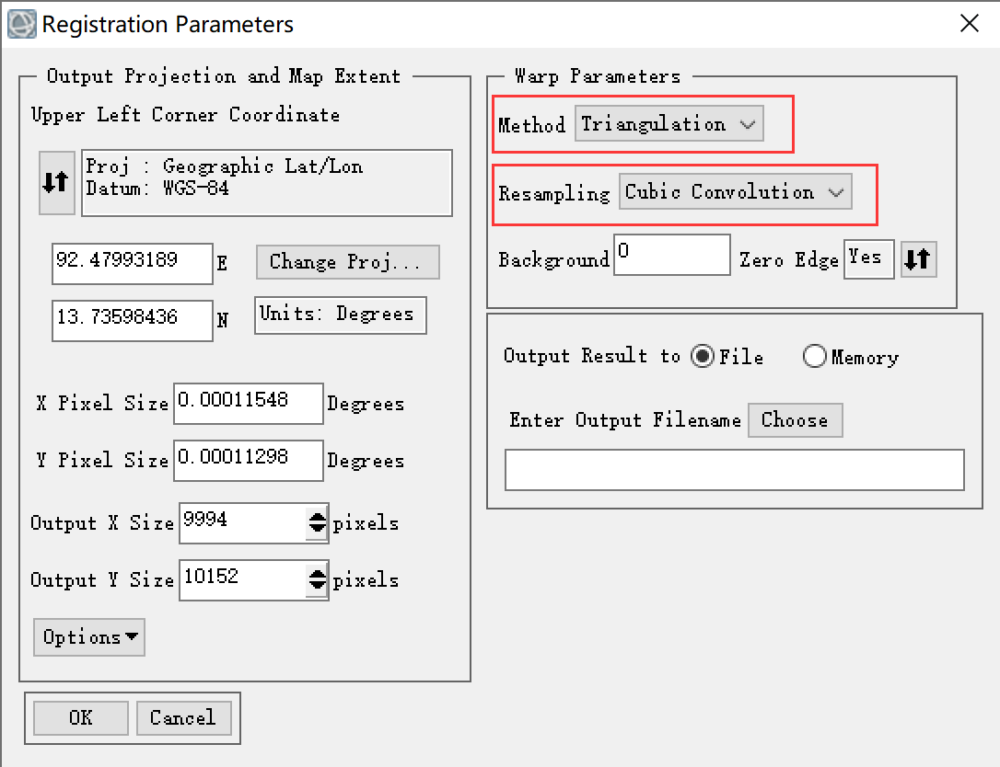 Registration Parameters
Output Projection and Map Extent
Upper Left Corner Coordinate
Proj : Geographic Lat/Lon
Datum: WGS-84
92.47993189 E
Change Proj...
13.73598436 N
Units: Degrees
X Pixel Size 0.00011548 Degrees
Y Pixel Size 0.00011298 Degrees
Output X Size 9994 pixels
Output Y Size 10152 pixels
Options
OK
Cancel
Warp Parameters
Method Triangulation
Resampling Cubic Convolution
Background 0 Zero Edge Yes
Output Result to File Memory
Enter Output Filename Choose